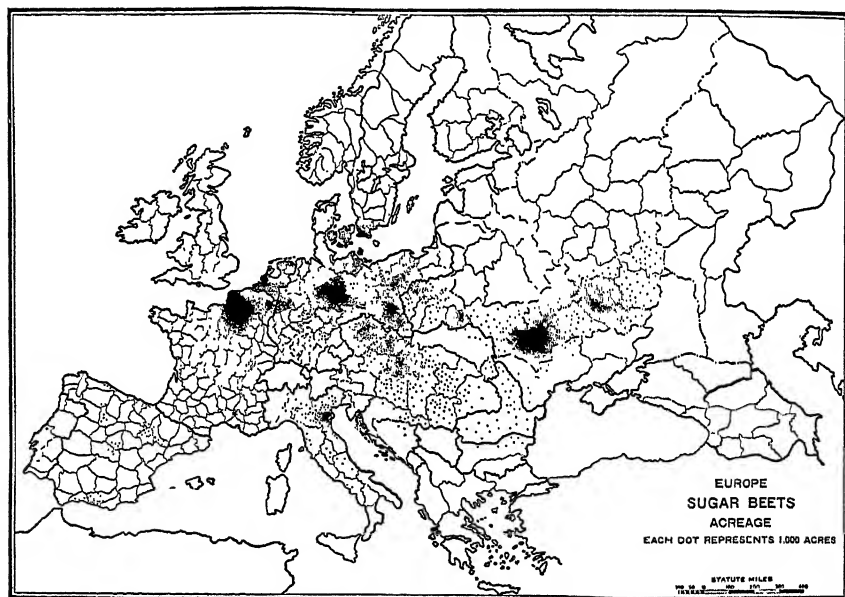 EUROPE
SUGAR BEETS
ACREAGE
EACH DOT REPRESENTS 1,000 ACRES
STATUTE MILES